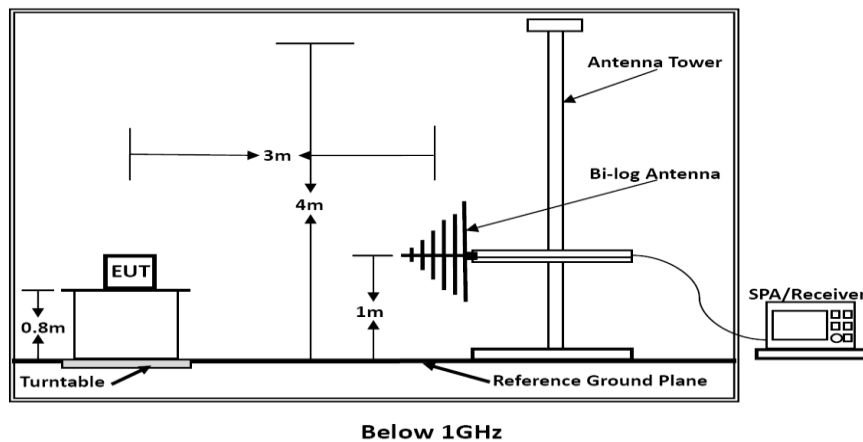 Antenna Tower
3m
Bi-log Antenna
4m
EUT
1m
0.8m
SPA/Receiver
Turntable
Reference Ground Plane
Below 1GHz